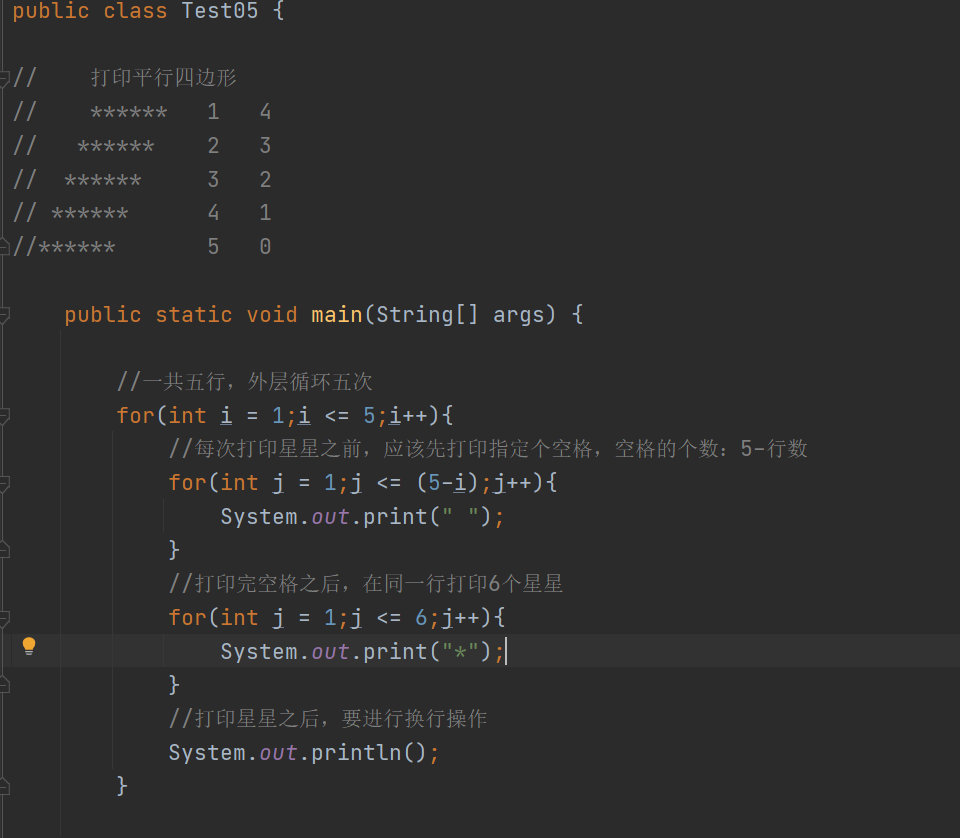 public class Test05 {
//    打印平行四边形
//    ******   1   4
//   ******    2   3
//  ******     3   2
// ******      4   1
//******       5   0
    public static void main(String[] args) {
        //一共五行，外层循环五次
        for(int i = 1;i <= 5;i++){
            //每次打印星星之前，应该先打印指定个空格，空格的个数：5-行数
            for(int j = 1;j <= (5-i);j++){
                System.out.print(" ");
            }
            //打印完空格之后，在同一行打印6个星星
            for(int j = 1;j <= 6;j++){
                System.out.print("*");
            }
            //打印星星之后，要进行换行操作
            System.out.println();
        }